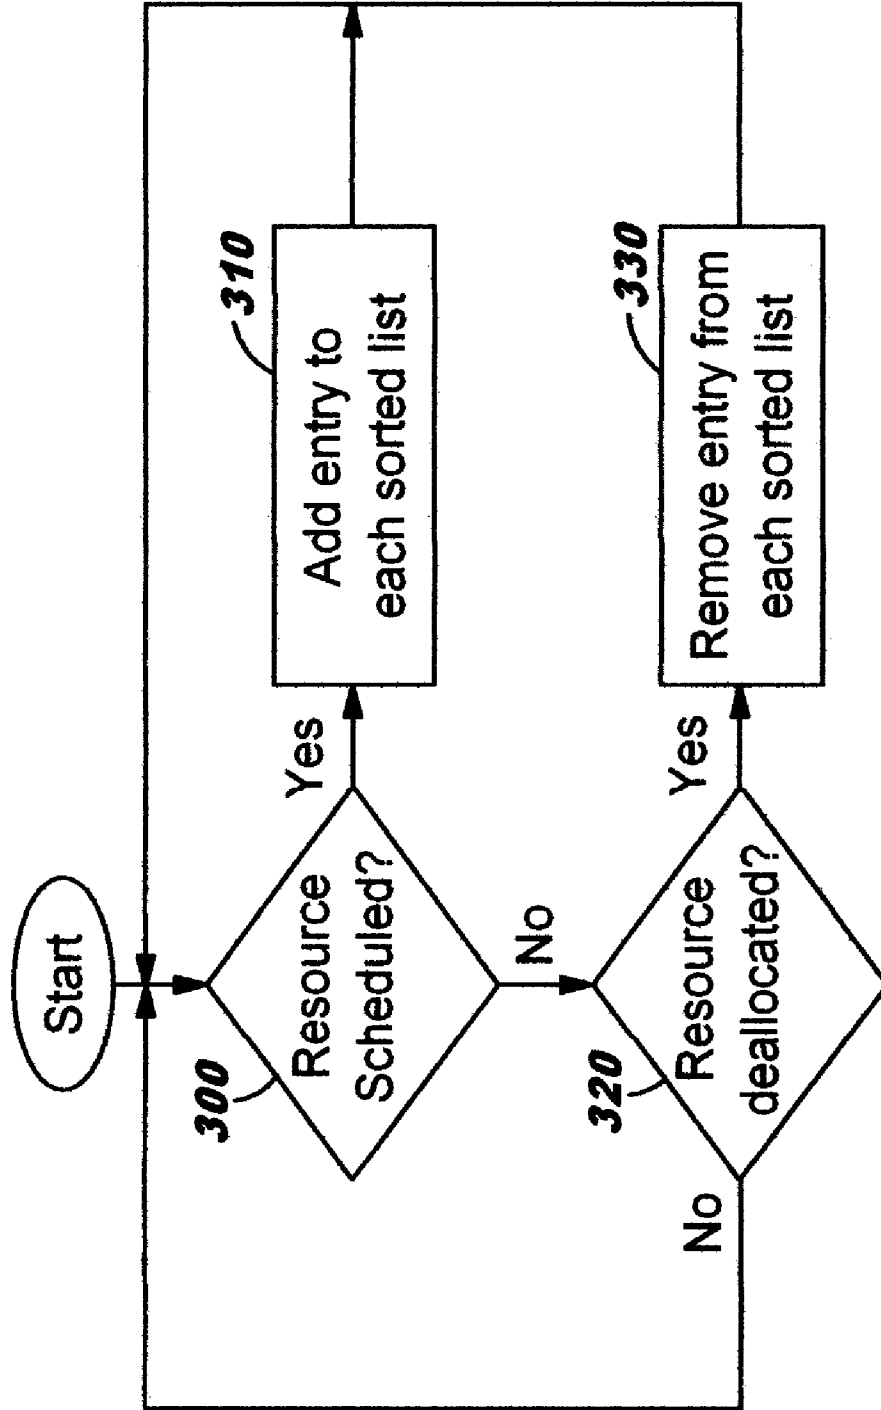 Start
300
Resource
Scheduled?
Yes
310
Add entry to
each sorted list
No
320
Resource
deallocated?
Yes
330
Remove entry from
each sorted list
No